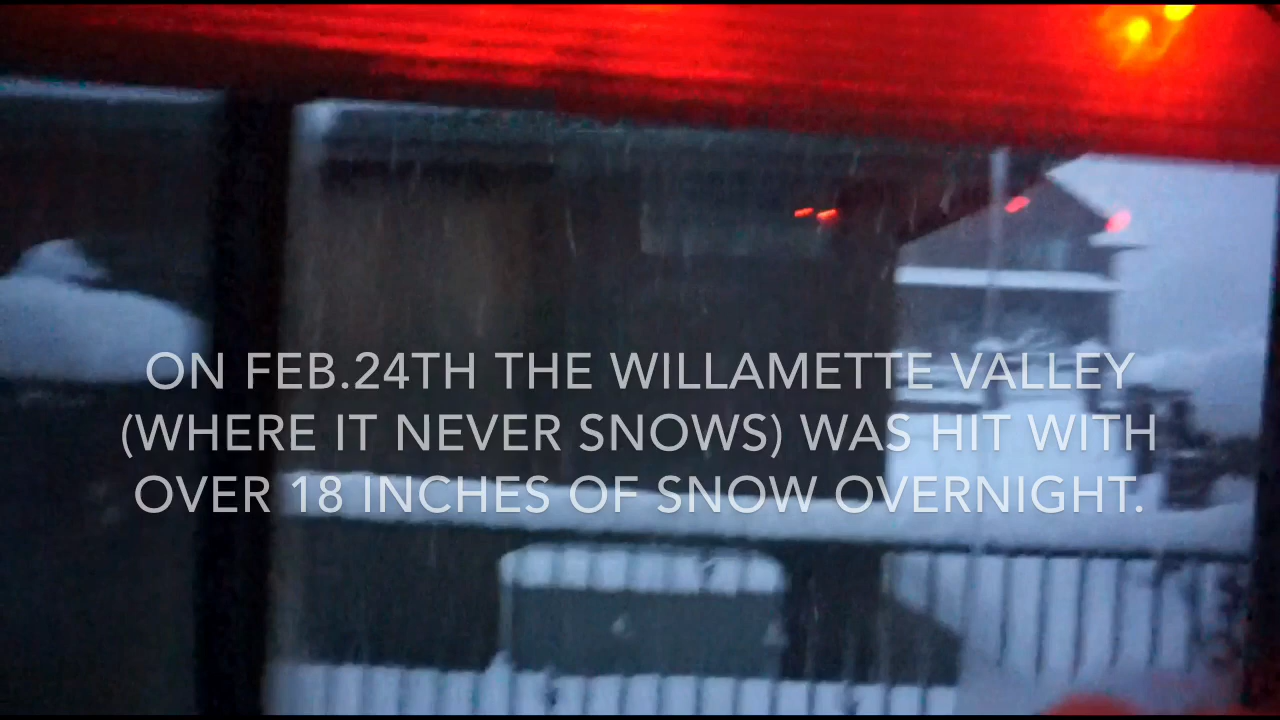 ON FEB.24TH THE WILLAMETTE VALLEY
(WHERE IT NEVER SNOWS) WAS HIT WITH
OVER 18 INCHES OF SNOW OVERNIGHT.